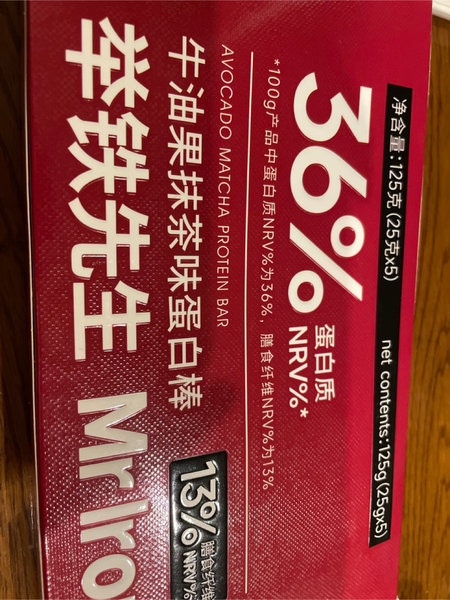 净含量:125克(25克x5) net contents:125g(25gx5)
36% 蛋白质
NRV%*
*100g产品中蛋白质NRV%为36%，膳食纤维NRV%为13%
AVOCADO MATCHA PROTEIN BAR
牛油果抹茶味蛋白棒
13% 膳食纤维
NRV%
举铁先生 Mr Iron